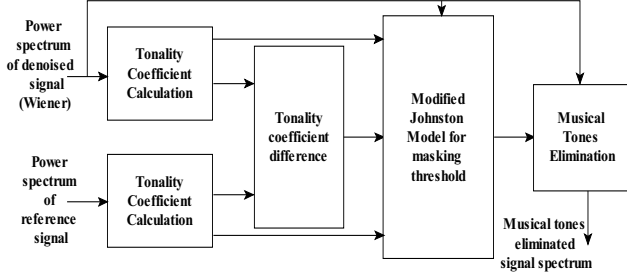 Power
spectrum
of denoised
signal
(Wiener)
Tonality
Coefficient
Calculation
Tonality
coefficient
difference
Modified
Johnston
Model for
masking
threshold
Musical
Tones
Elimination
Power
spectrum
of
reference
signal
Tonality
Coefficient
Calculation
Musical tones
eliminated
signal spectrum